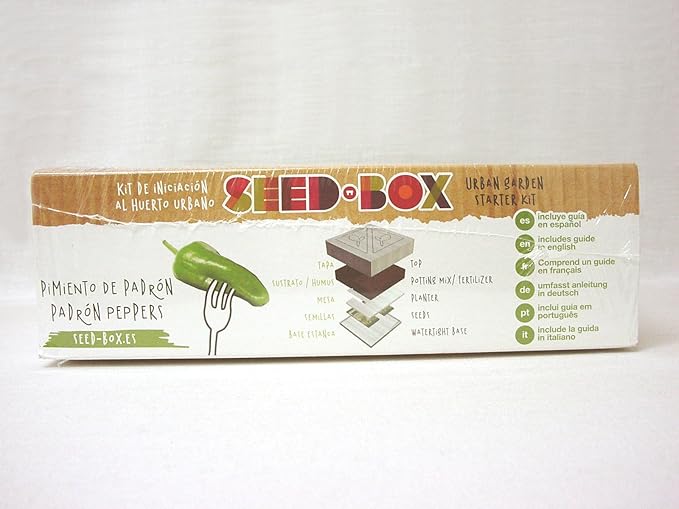 KIT DE INICIACIÓN
AL HUERTO URBANO
SEED·BOX
URBAN GARDEN
STARTER KIT
PIMIENTO DE PADRÓN
PADRÓN PEPPERS
SEED-BOX.ES
TAPA
SUSTRATO / HUMUS
META
SEMILLAS
BASE ESTANCA
TOP
POTTING MIX/ FERTILIZER
PLANTER
SEEDS
WATERTIGHT BASE
es incluye guía
en español
en includes guide
in english
fr Comprend un guide
en français
de umfasst anleitung
in deutsch
pt inclui guia em
português
it include la guida
in italiano